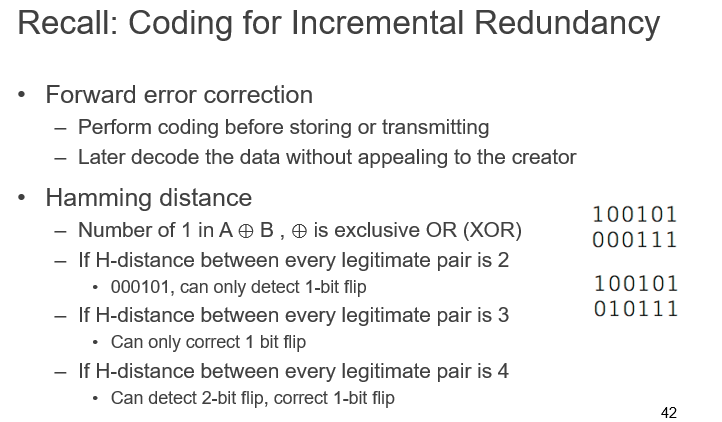 Recall: Coding for Incremental Redundancy
• Forward error correction
– Perform coding before storing or transmitting
– Later decode the data without appealing to the creator
• Hamming distance
– Number of 1 in A ⊕ B , ⊕ is exclusive OR (XOR)
– If H-distance between every legitimate pair is 2
• 000101, can only detect 1-bit flip
– If H-distance between every legitimate pair is 3
• Can only correct 1 bit flip
– If H-distance between every legitimate pair is 4
• Can detect 2-bit flip, correct 1-bit flip
100101
000111
100101
010111
42